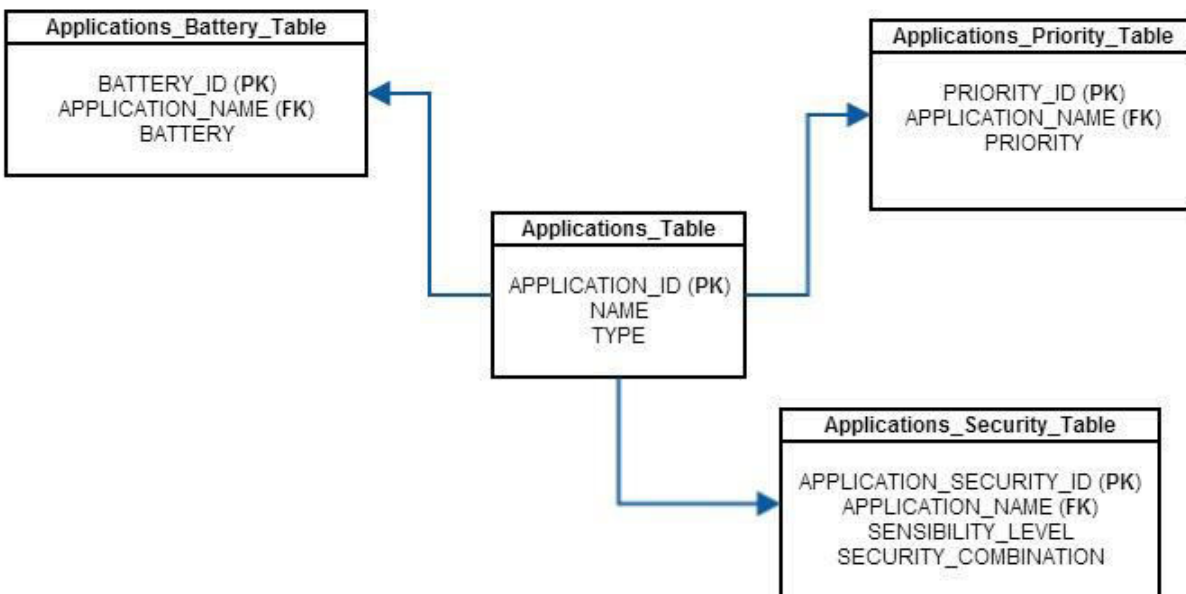 Applications_Battery_Table
BATTERY_ID (PK)
APPLICATION_NAME (FK)
BATTERY
Applications_Priority_Table
PRIORITY_ID (PK)
APPLICATION_NAME (FK)
PRIORITY
Applications_Table
APPLICATION_ID (PK)
NAME
TYPE
Applications_Security_Table
APPLICATION_SECURITY_ID (PK)
APPLICATION_NAME (FK)
SENSIBILITY_LEVEL
SECURITY_COMBINATION